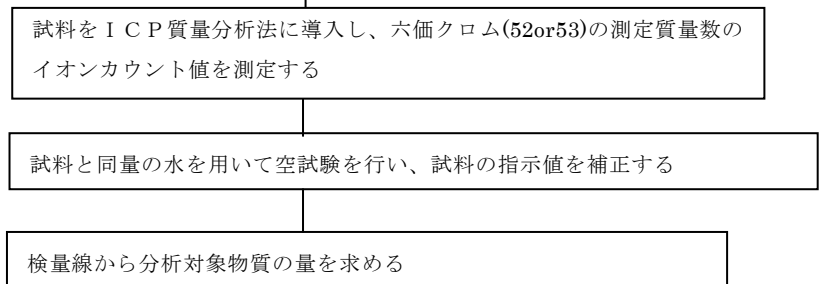 試料をＩＣＰ質量分析法に導入し、六価クロム(52or53)の測定質量数の
イオンカウント値を測定する
試料と同量の水を用いて空試験を行い、試料の指示値を補正する
検量線から分析対象物質の量を求める